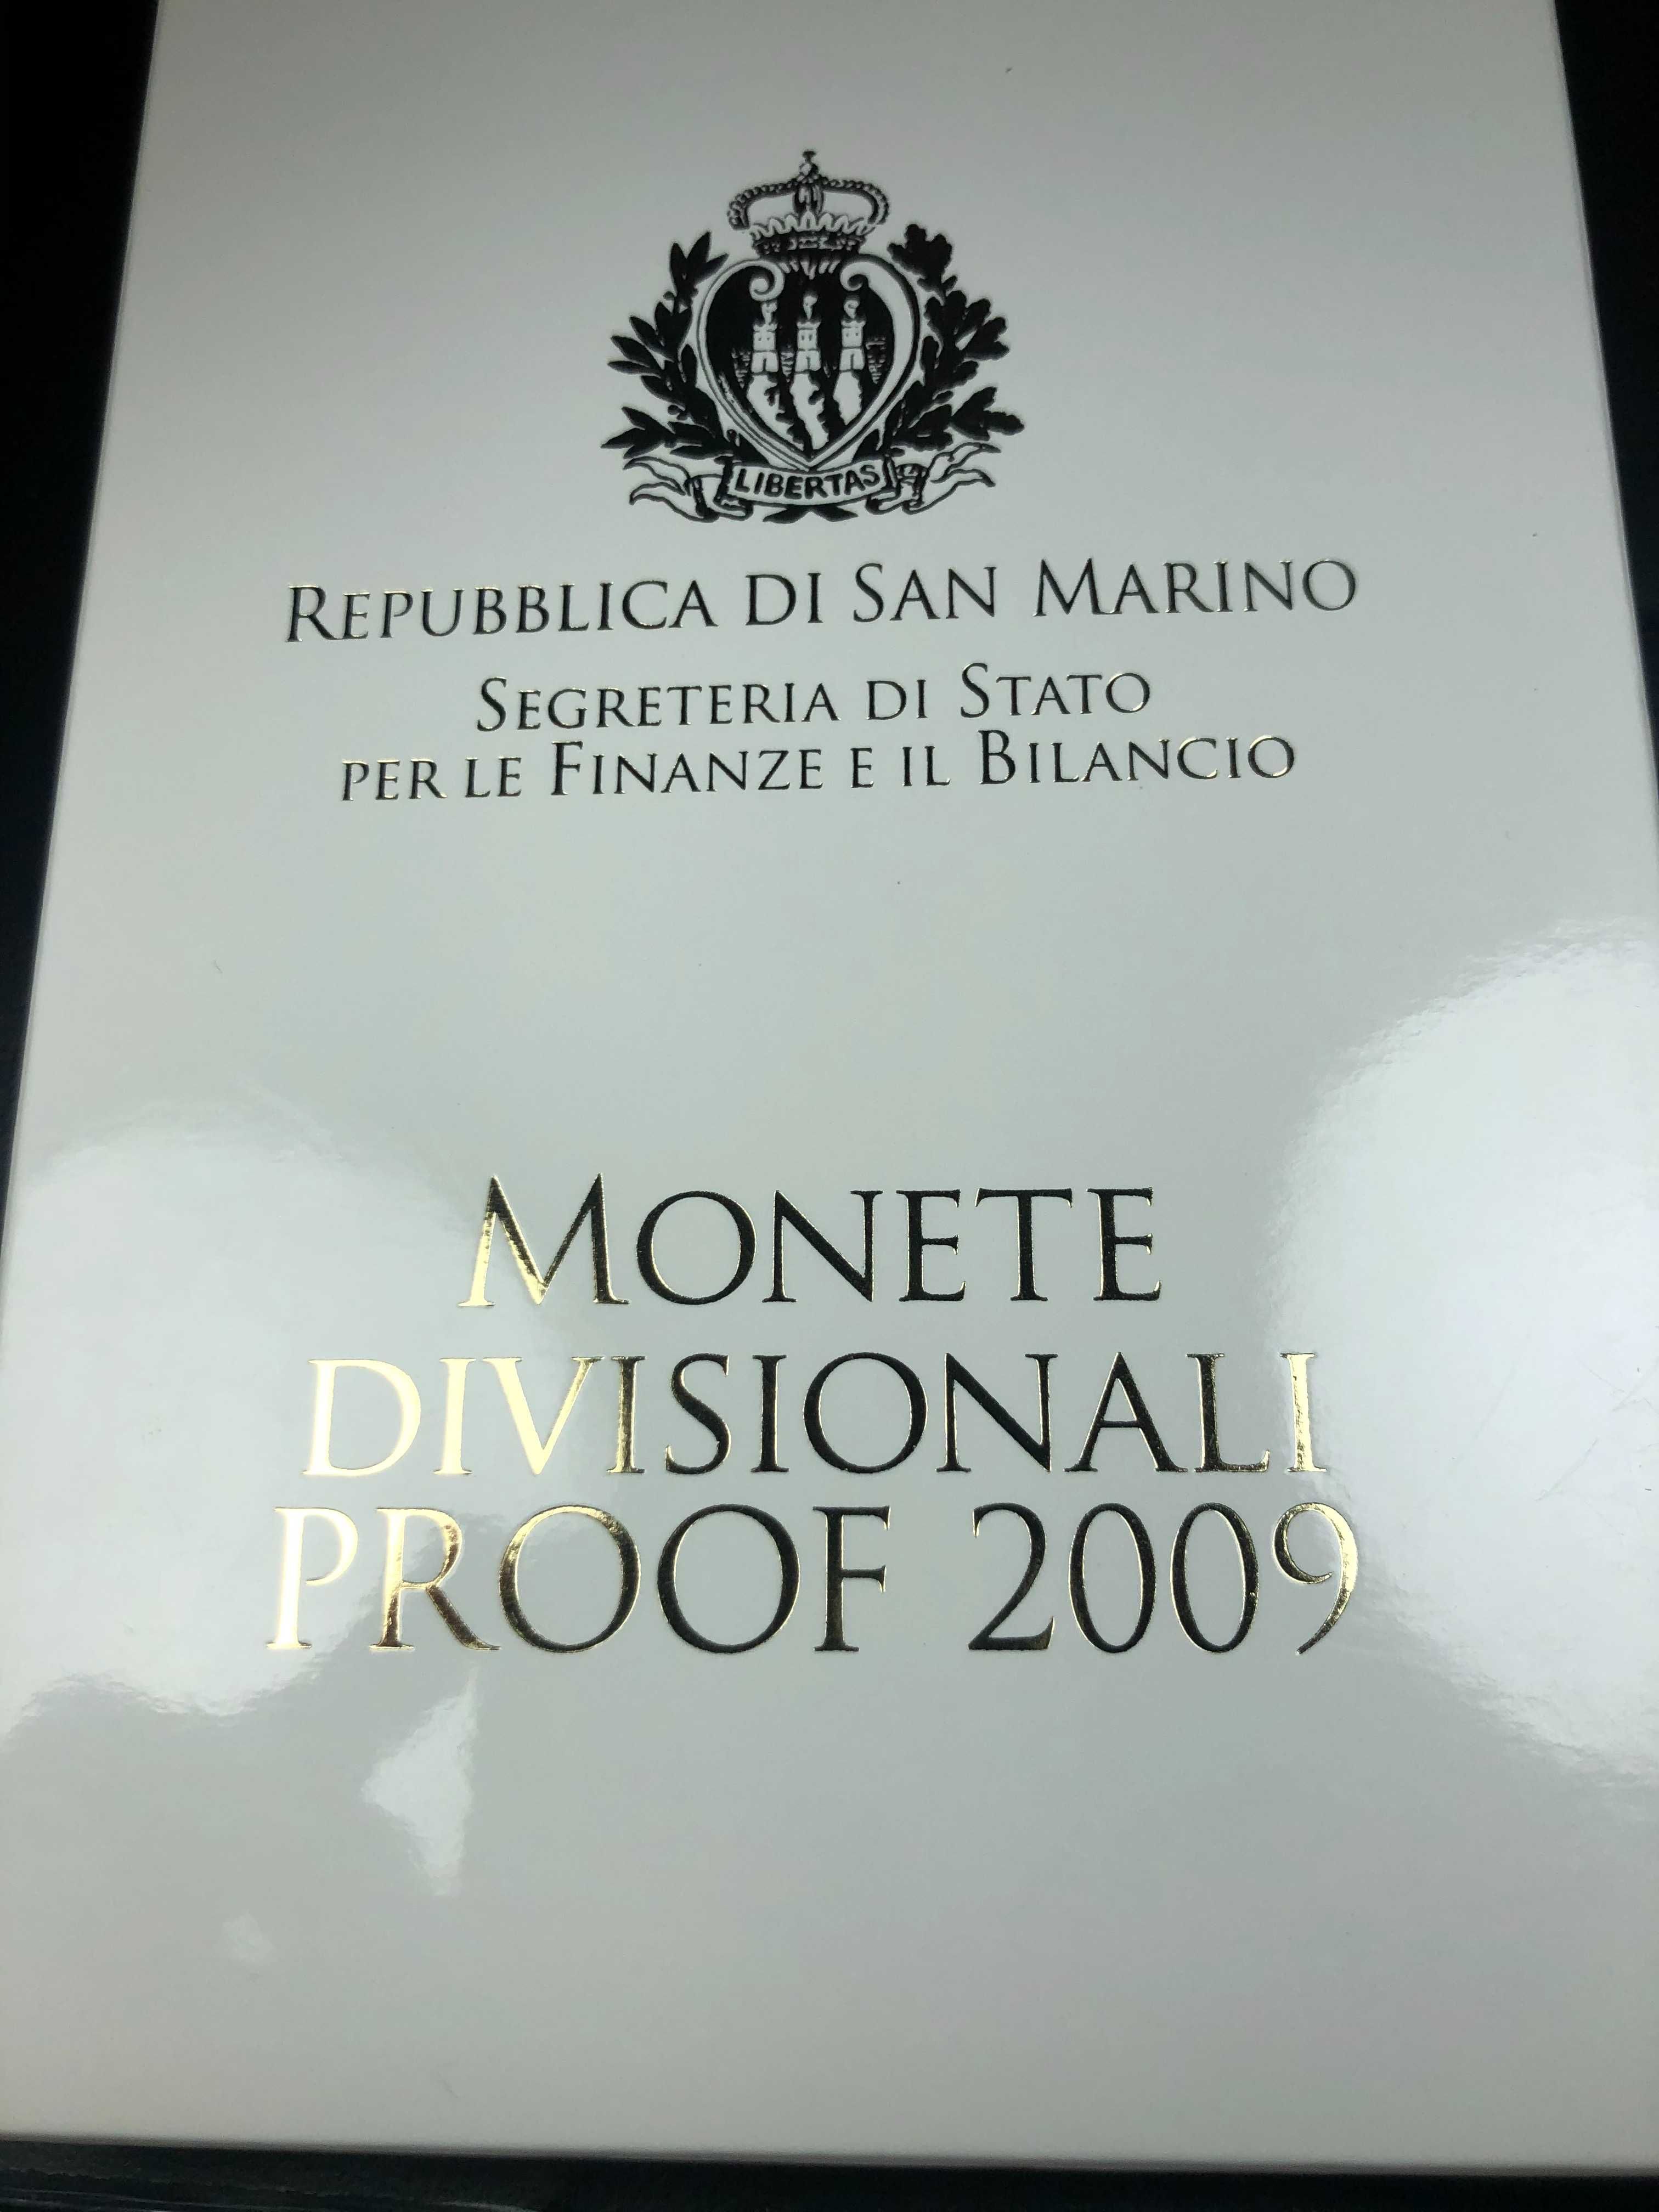 LIBERTAS
REPUBBLICA DI SAN MARINO
SEGRETERIA DI STATO
PER LE FINANZE E IL BILANCIO
MONETE
DIVISIONALI
PROOF 2009